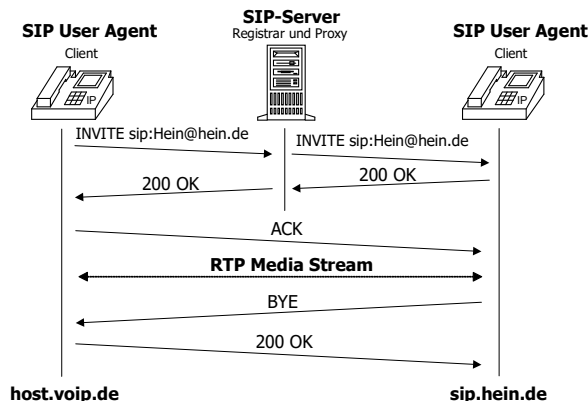 SIP-Server
SIP User Agent
Registrar und Proxy
SIP User Agent
Client
Client
IP
IP
INVITE sip:Hein@hein.de
INVITE sip:Hein@hein.de
200 OK
200 OK
ACK
RTP Media Stream
BYE
200 OK
host.voip.de
sip.hein.de